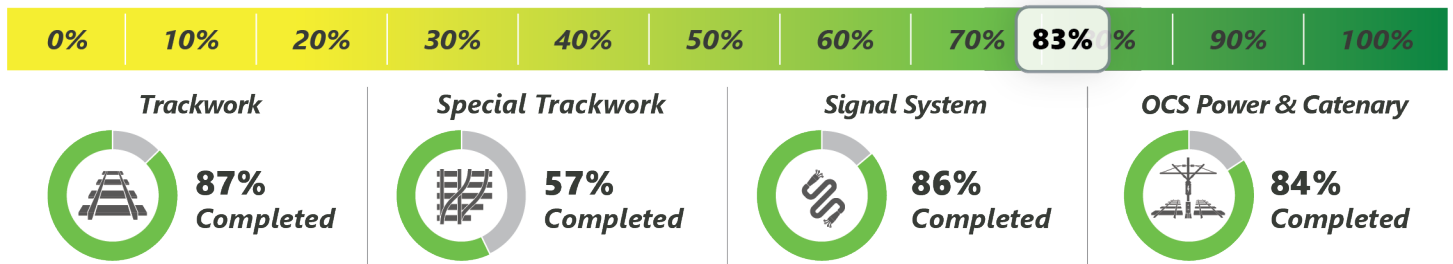 0% 10% 20% 30% 40% 50% 60% 70% 83% 90% 100%
Trackwork
87%
Completed
Special Trackwork
57%
Completed
Signal System
86%
Completed
OCS Power & Catenary
84%
Completed